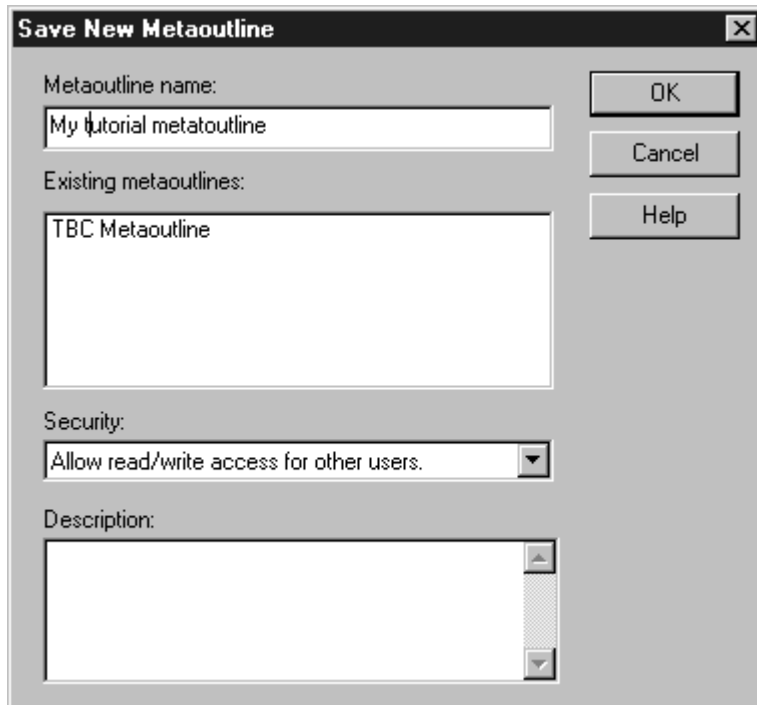 Save New Metaoutline
Metaoutline name:
My tutorial metatoutline
Existing metaoutlines:
TBC Metaoutline
Security:
Allow read/write access for other users.
Description:
OK
Cancel
Help